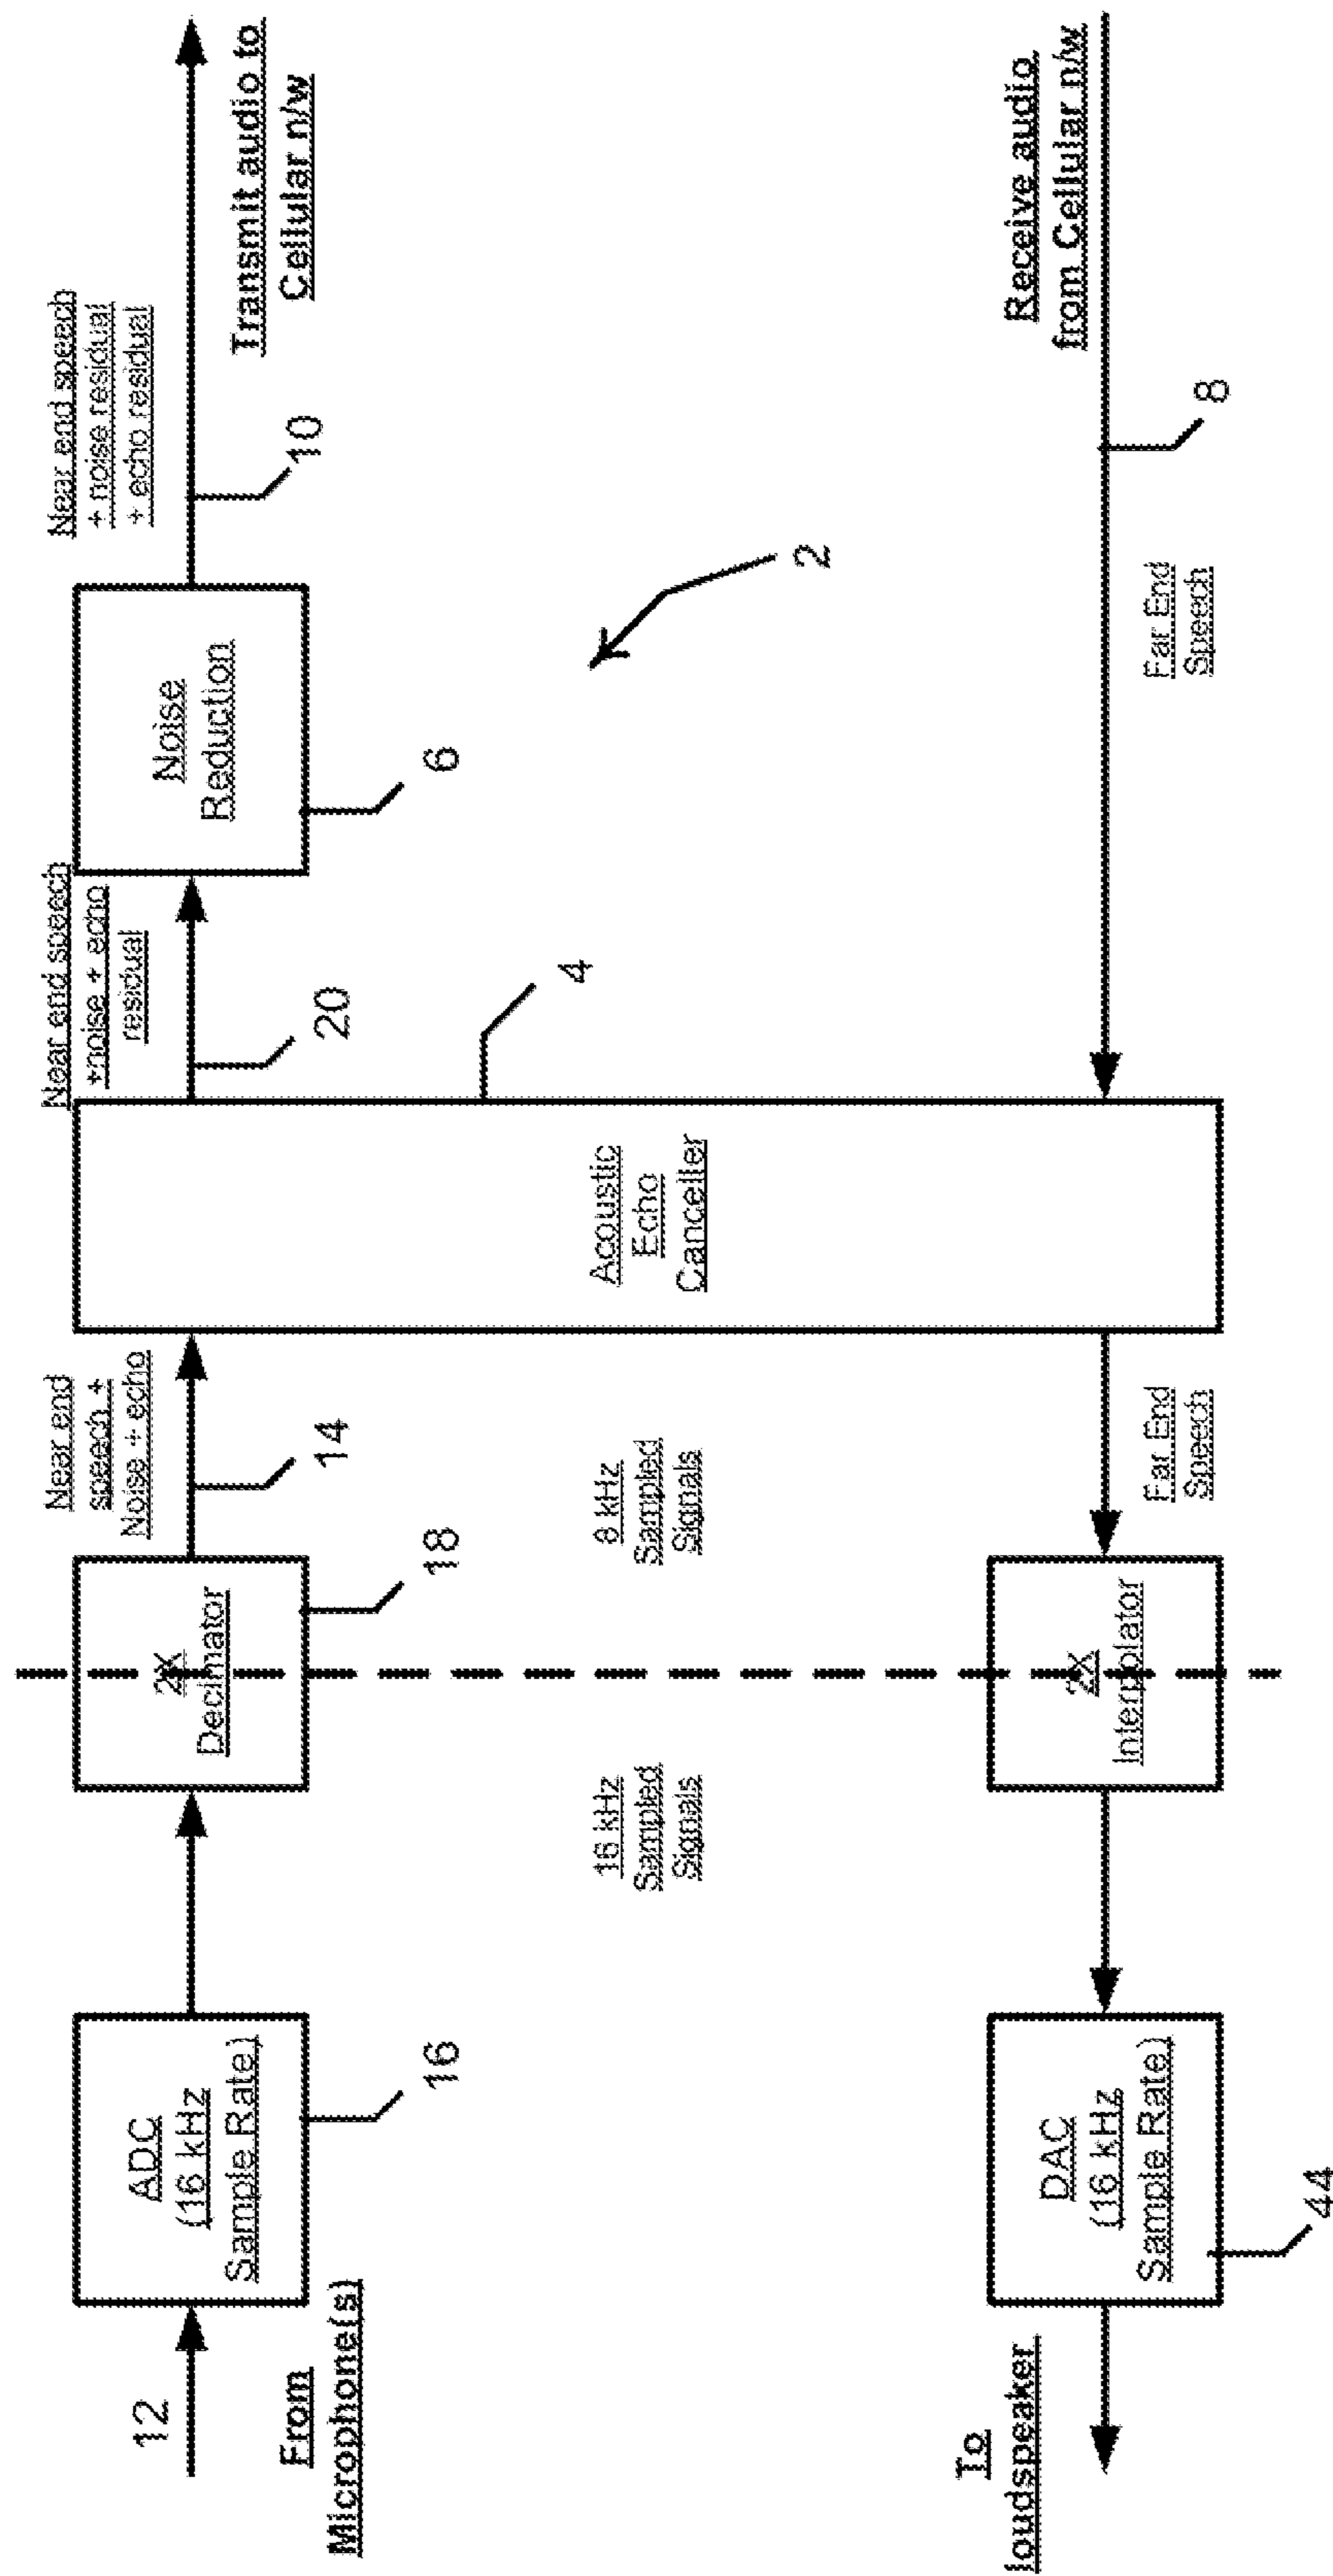 12
From
Microphone(s)
ADC
(16 kHz
Sample Rate)
16
2X
Decimator
18
Near end
speech +
Noise + echo
14
Near end speech
+noise + echo
residual
20
Noise
Reduction
6
Near end speech
+ noise residual
+ echo residual
10
Transmit audio to
Cellular n/w
16 kHz
Sampled
Signals
8 kHz
Sampled
Signals
Acoustic
Echo
Canceller
4
2
To
loudspeaker
DAC
(16 kHz
Sample Rate)
44
2X
Interpolator
Far End
Speech
Far End
Speech
8
Receive audio
from Cellular n/w